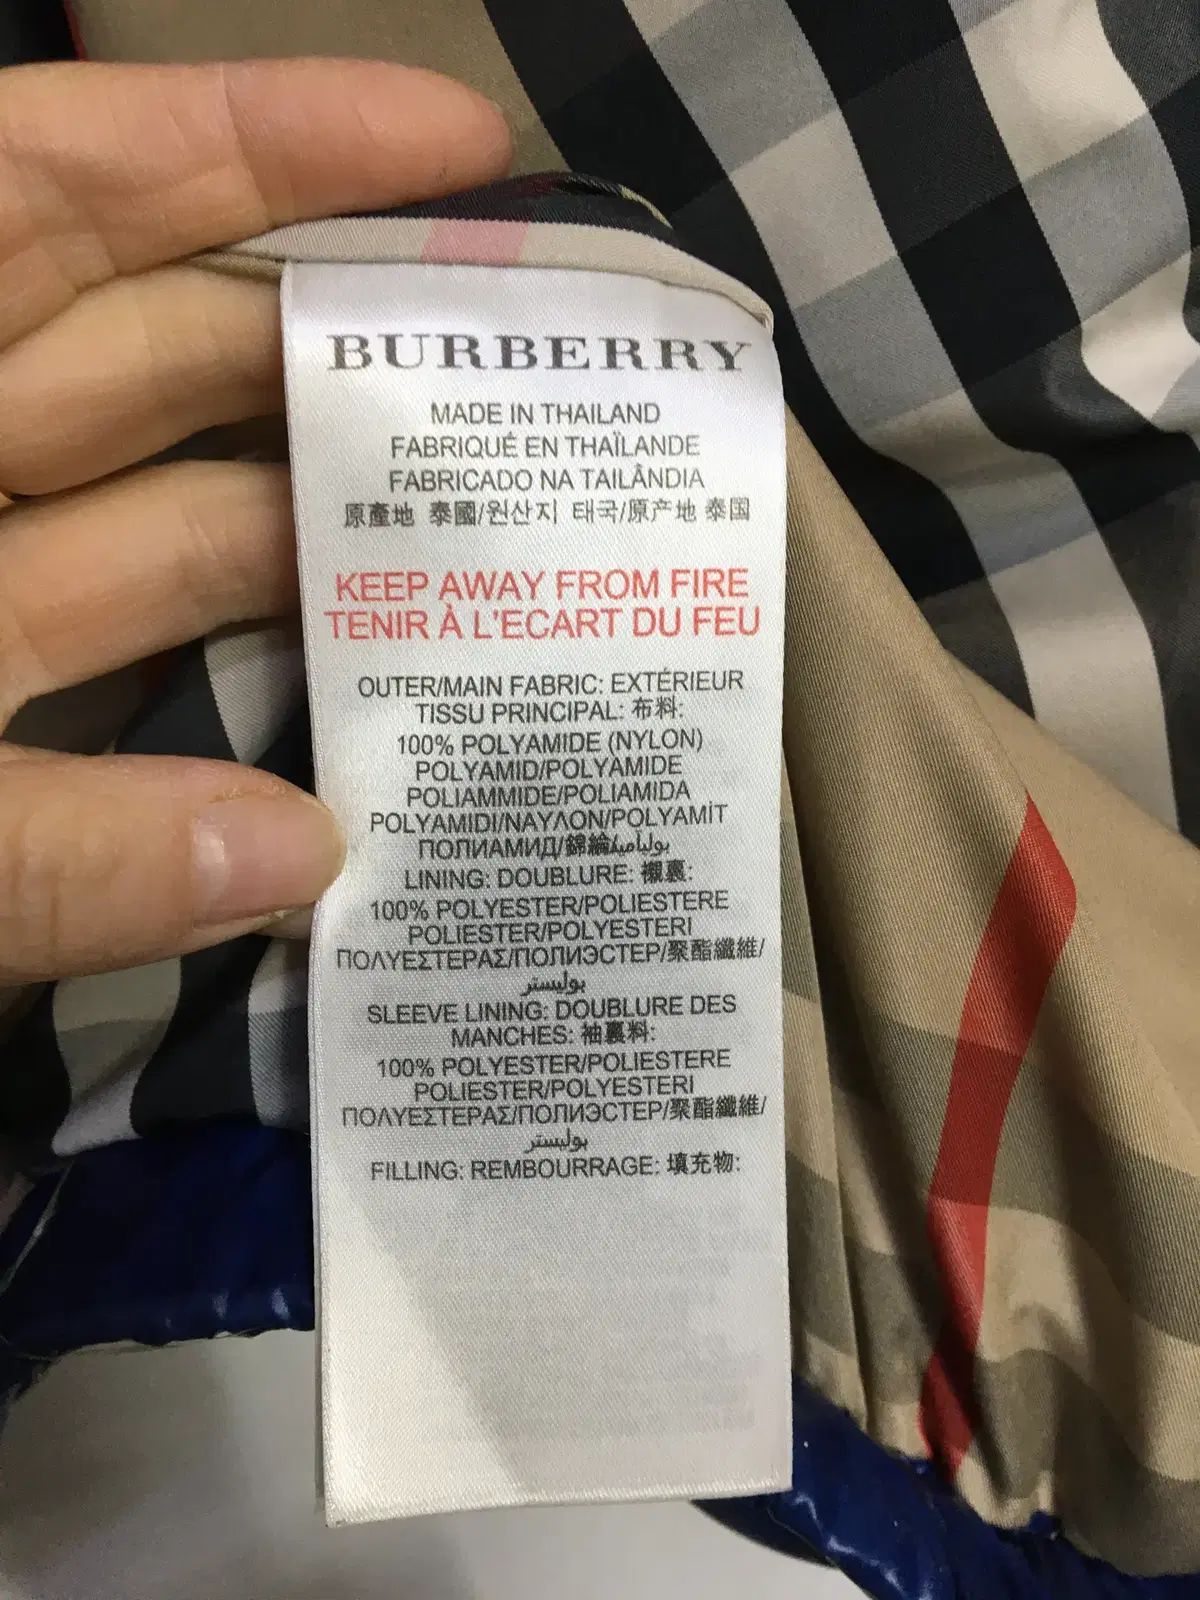 BURBERRY
MADE IN THAILAND
FABRIQUÉ EN THAÏLANDE
FABRICADO NA TAILÂNDIA
原產地 泰國/원산지 태국/原产地 泰国
KEEP AWAY FROM FIRE
TENIR À L'ECART DU FEU
OUTER/MAIN FABRIC: EXTÉRIEUR
TISSU PRINCIPAL: 布料:
100% POLYAMIDE (NYLON)
POLYAMID/POLYAMIDE
POLIAMMIDE/POLIAMIDA
POLYAMIDI/ΝΑΥΛΟΝ/POLYAMİT
ПОЛИАМИД/錦綸/بولياميد
LINING: DOUBLURE: 襯裏:
100% POLYESTER/POLIESTERE
POLIESTER/POLYESTERI
ΠΟΛΥΕΣΤΕΡΑΣ/ПОЛИЭСТЕР/聚酯纖維/
بوليستر
SLEEVE LINING: DOUBLURE DES
MANCHES: 袖裏料:
100% POLYESTER/POLIESTERE
POLIESTER/POLYESTERI
ΠΟΛΥΕΣΤΕΡΑΣ/ПОЛИЭСТЕР/聚酯纖維/
بوليستر
FILLING: REMBOURRAGE: 填充物: